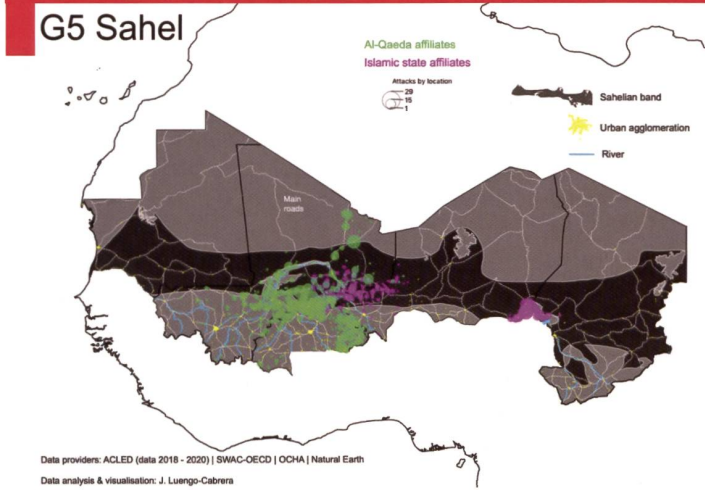 G5 Sahel
Al-Qaeda affiliates
Islamic state affiliates
Attacks by location
29
15
1
Sahelian band
Urban agglomeration
River
Main
roads
Data providers: ACLED (data 2018 - 2020) | SWAC-OECD | OCHA | Natural Earth
Data analysis & visualisation: J. Luengo-Cabrera